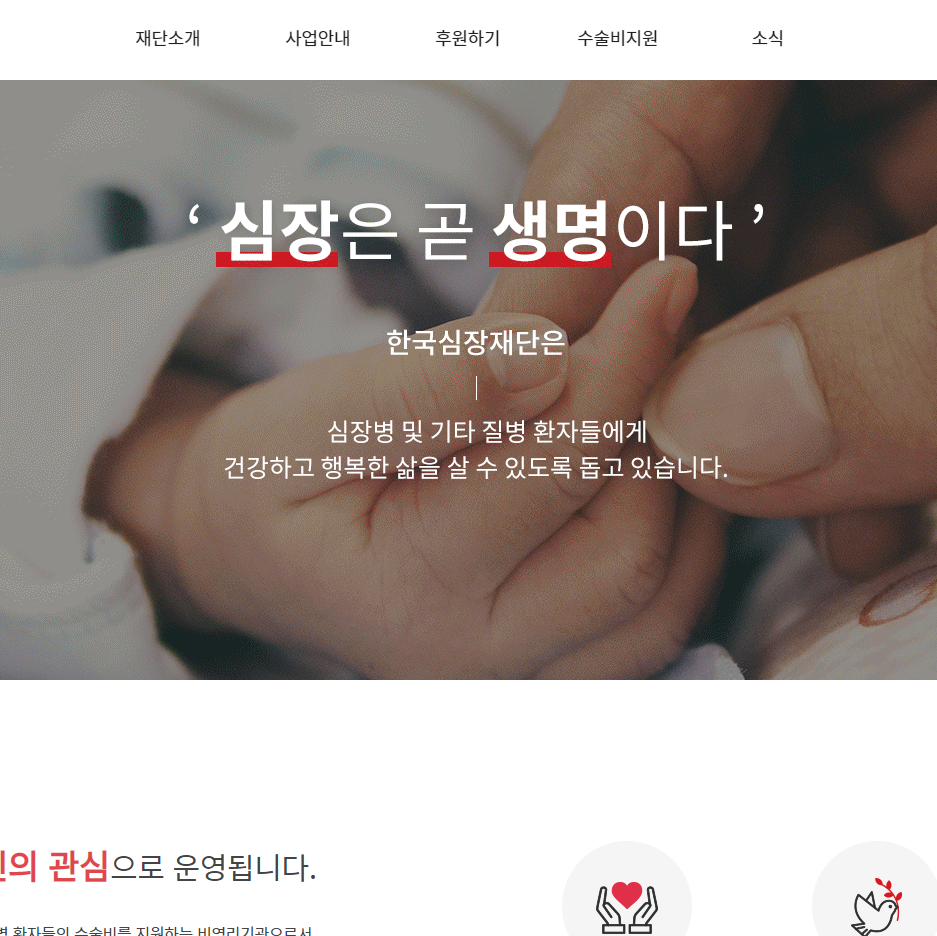 재단소개 사업안내 후원하기 수술비지원 소식
‘ 심장은 곧 생명이다 ’
한국심장재단은
심장병 및 기타 질병 환자들에게
건강하고 행복한 삶을 살 수 있도록 돕고 있습니다.
관심으로 운영됩니다.
환자들의 수술비를 지원하는 비영리기관으로서